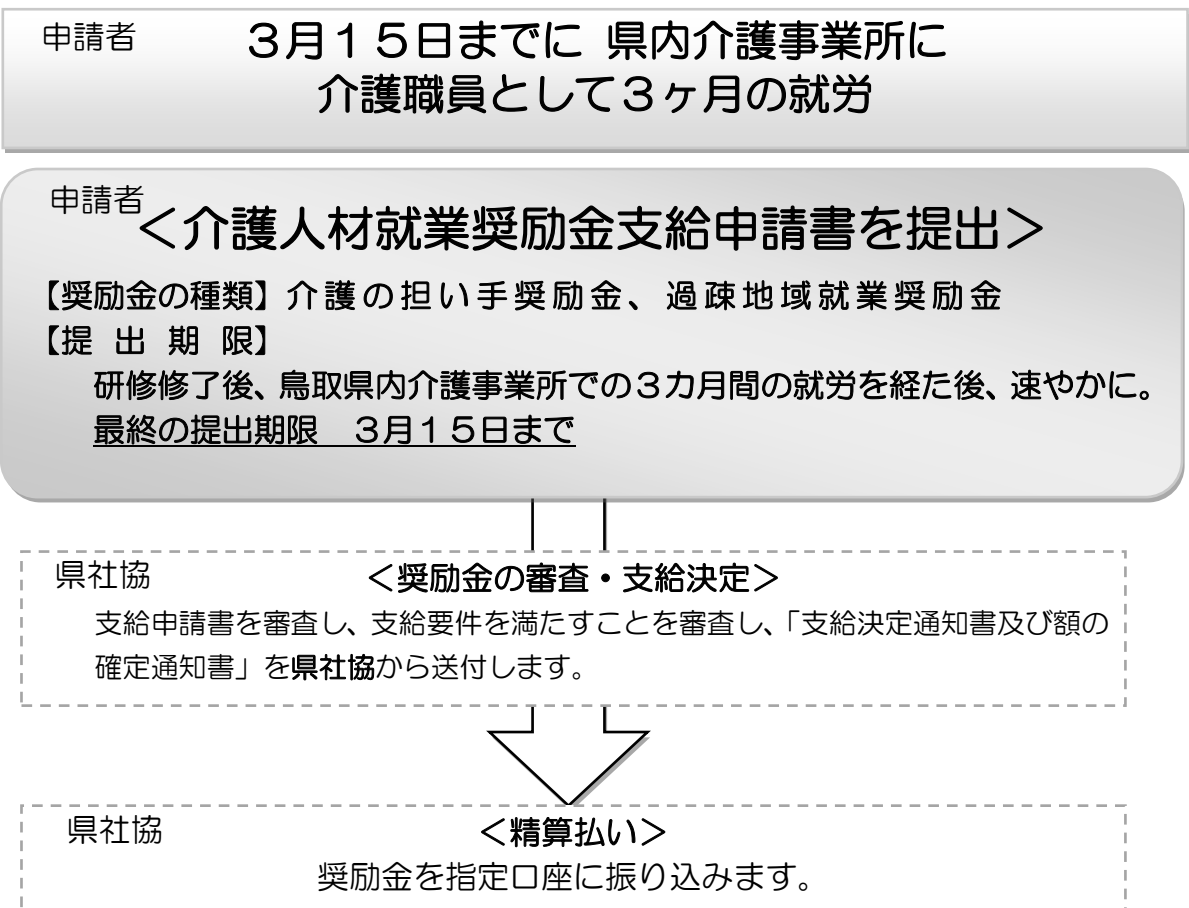 申請者
３月１５日までに 県内介護事業所に
介護職員として３ヶ月の就労
申請者
＜介護人材就業奨励金支給申請書を提出＞
【奨励金の種類】介護の担い手奨励金、過疎地域就業奨励金
【提 出 期 限】
研修修了後、鳥取県内介護事業所での３カ月間の就労を経た後、速やかに。
最終の提出期限　３月１５日まで
県社協
＜奨励金の審査・支給決定＞
支給申請書を審査し、支給要件を満たすことを審査し、「支給決定通知書及び額の
確定通知書」を県社協から送付します。
県社協
＜精算払い＞
奨励金を指定口座に振り込みます。